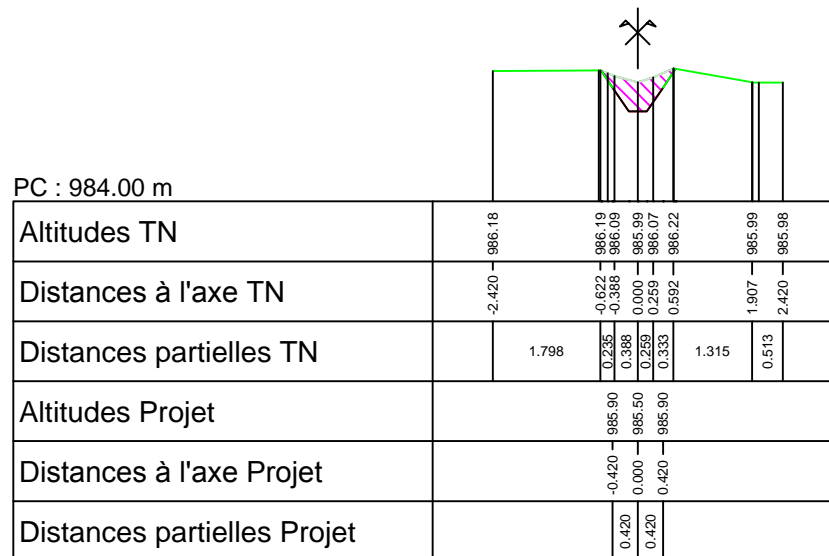 PC : 984.00 m
Altitudes TN 986.18 986.19 986.09 985.99 986.07 986.22 985.99 985.98
Distances à l'axe TN -2.420 -0.622 -0.388 0.000 0.259 0.592 1.907 2.420
Distances partielles TN 1.798 0.235 0.388 0.259 0.333 1.315 0.513
Altitudes Projet 985.90 985.50 985.90
Distances à l'axe Projet -0.420 0.000 0.420
Distances partielles Projet 0.420 0.420